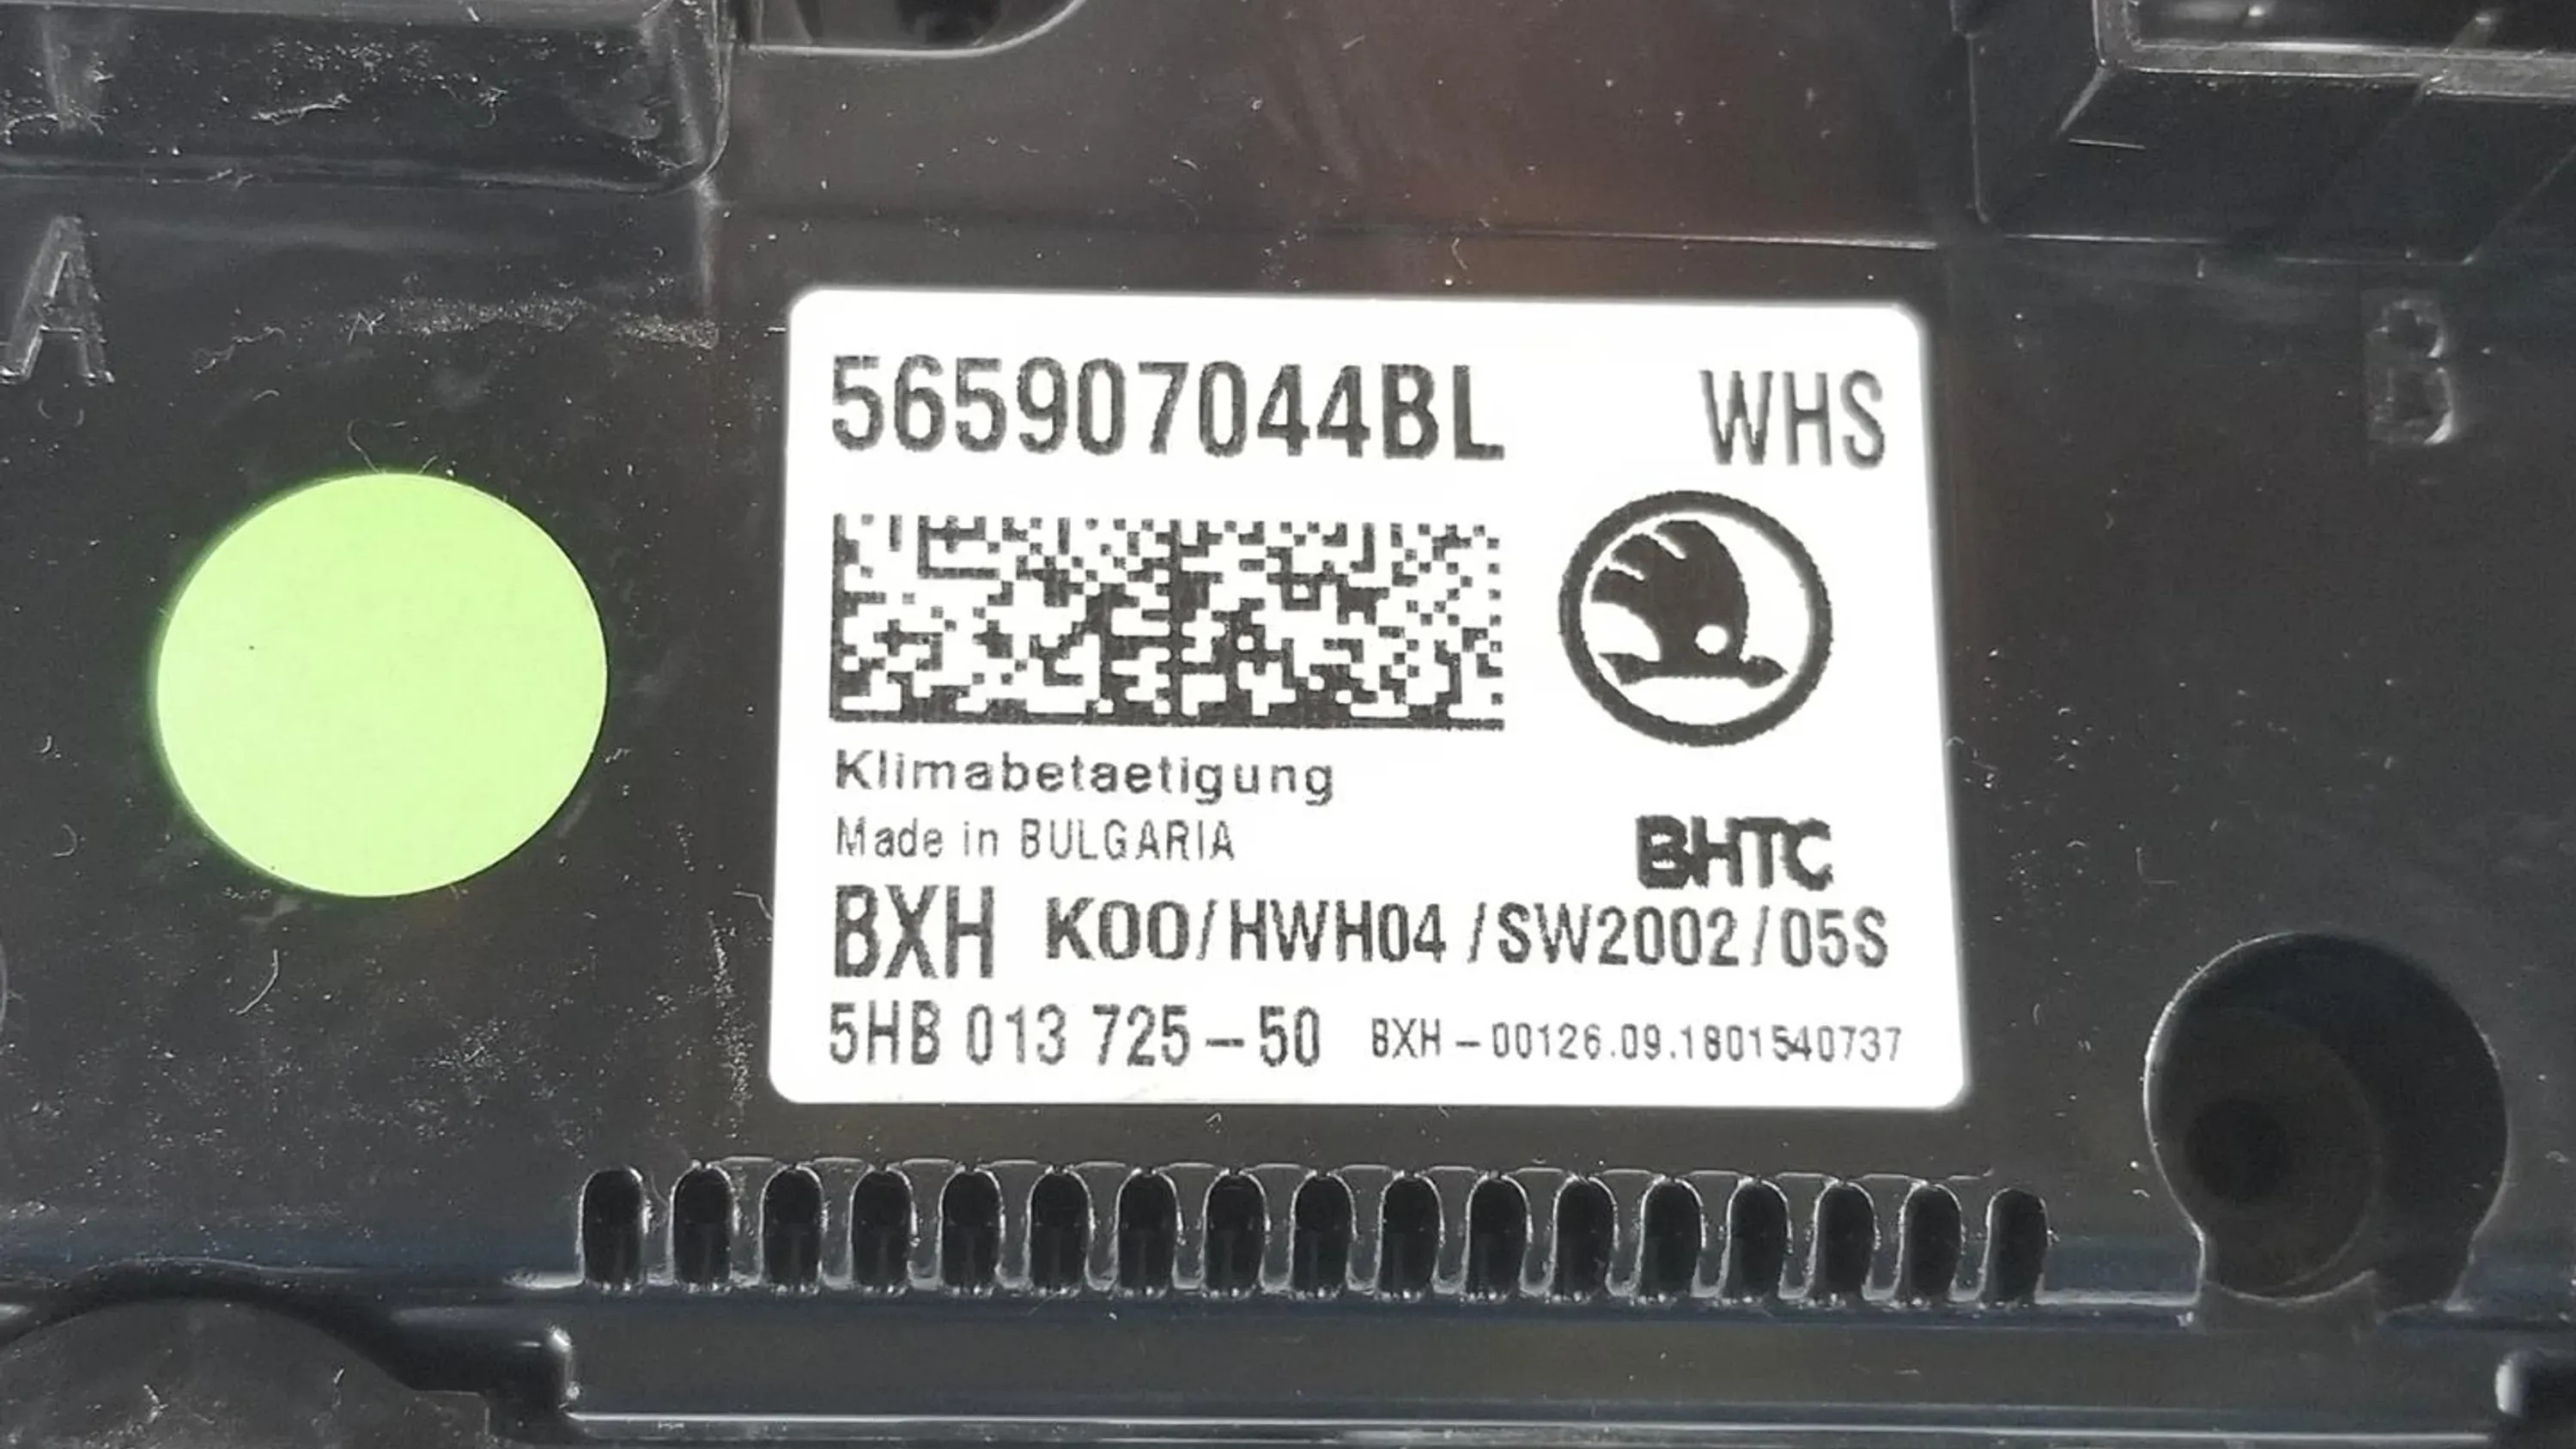 A
B
565907044BL WHS
Klimabetaetigung
Made in BULGARIA
BHTC
BXH K00/HWH04 /SW2002/05S
5HB 013 725-50 BXH-00126.09.1801540737